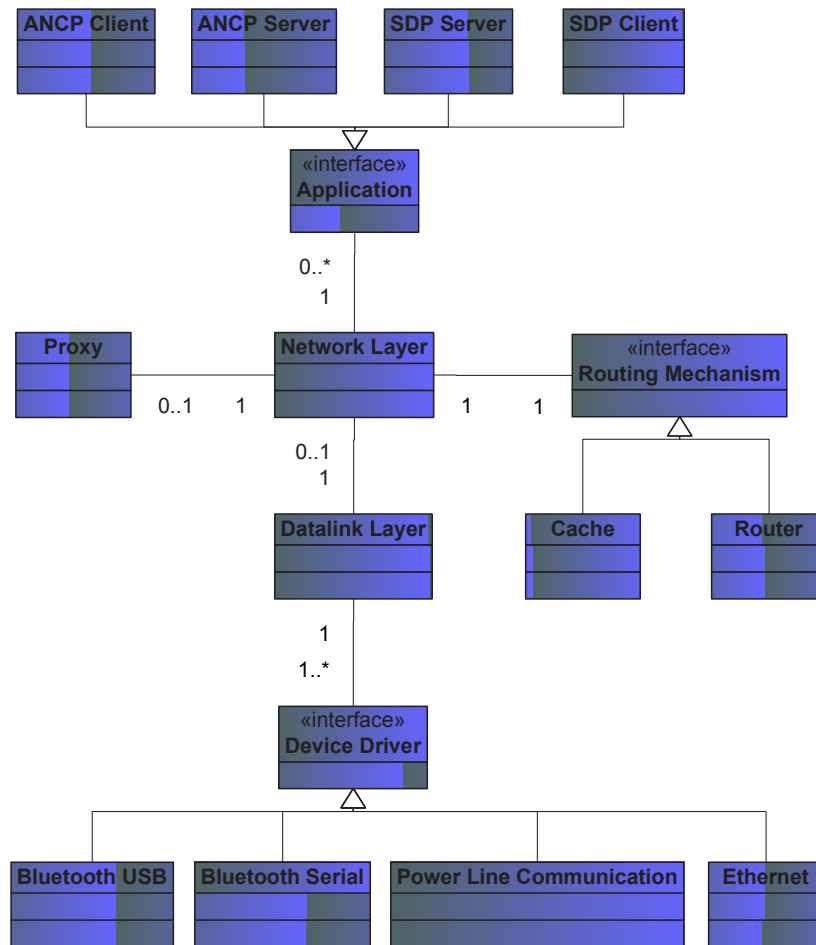 ANCP Client
ANCP Server
SDP Server
SDP Client
«interface»
Application
0..*
1
Proxy
Network Layer
«interface»
Routing Mechanism
0..1
1
1
1
0..1
1
Datalink Layer
Cache
Router
1
1..*
«interface»
Device Driver
Bluetooth USB
Bluetooth Serial
Power Line Communication
Ethernet